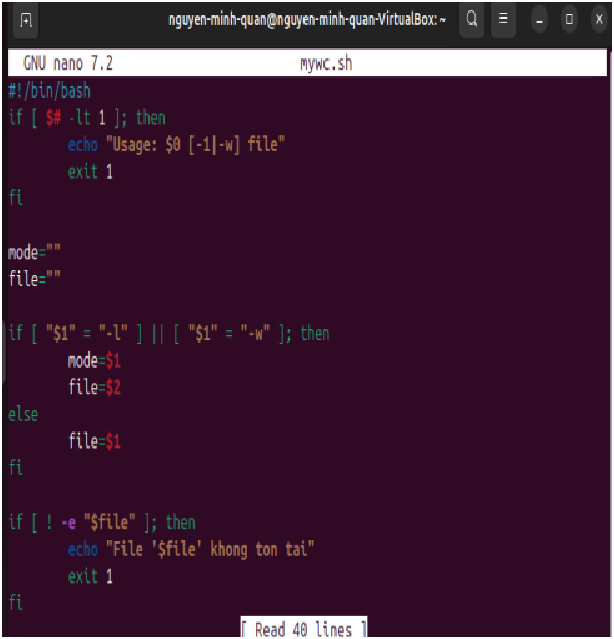 nguyen-minh-quan@nguyen-minh-quan-VirtualBox: ~
GNU nano 7.2 mywc.sh
#!/bin/bash
if [ $# -lt 1 ]; then
echo "Usage: $0 [-1|-w] file"
exit 1
fi
mode=""
file=""
if [ "$1" = "-l" ] || [ "$1" = "-w" ]; then
mode=$1
file=$2
else
file=$1
fi
if [ ! -e "$file" ]; then
echo "File '$file' khong ton tai"
exit 1
fi
[ Read 40 lines ]